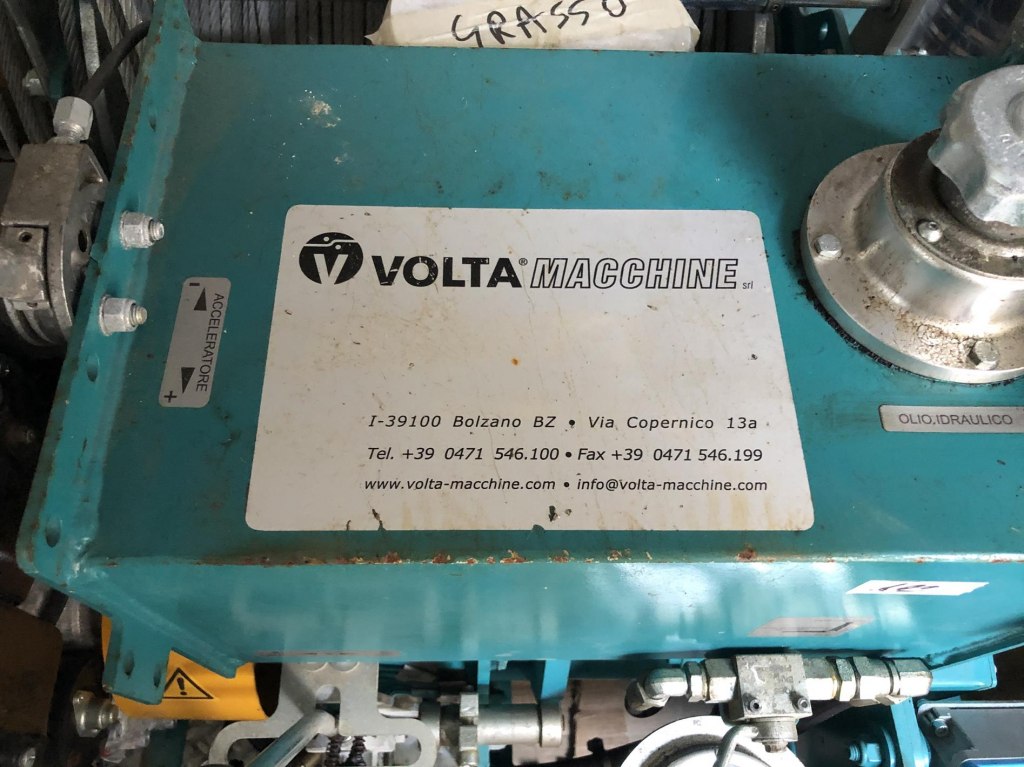 GRASSO
VOLTA® MACCHINE srl
- ACCELERATORE +
I-39100 Bolzano BZ • Via Copernico 13a
Tel. +39 0471 546.100 • Fax +39 0471 546.199
www.volta-macchine.com • info@volta-macchine.com
OLIO.IDRAULICO